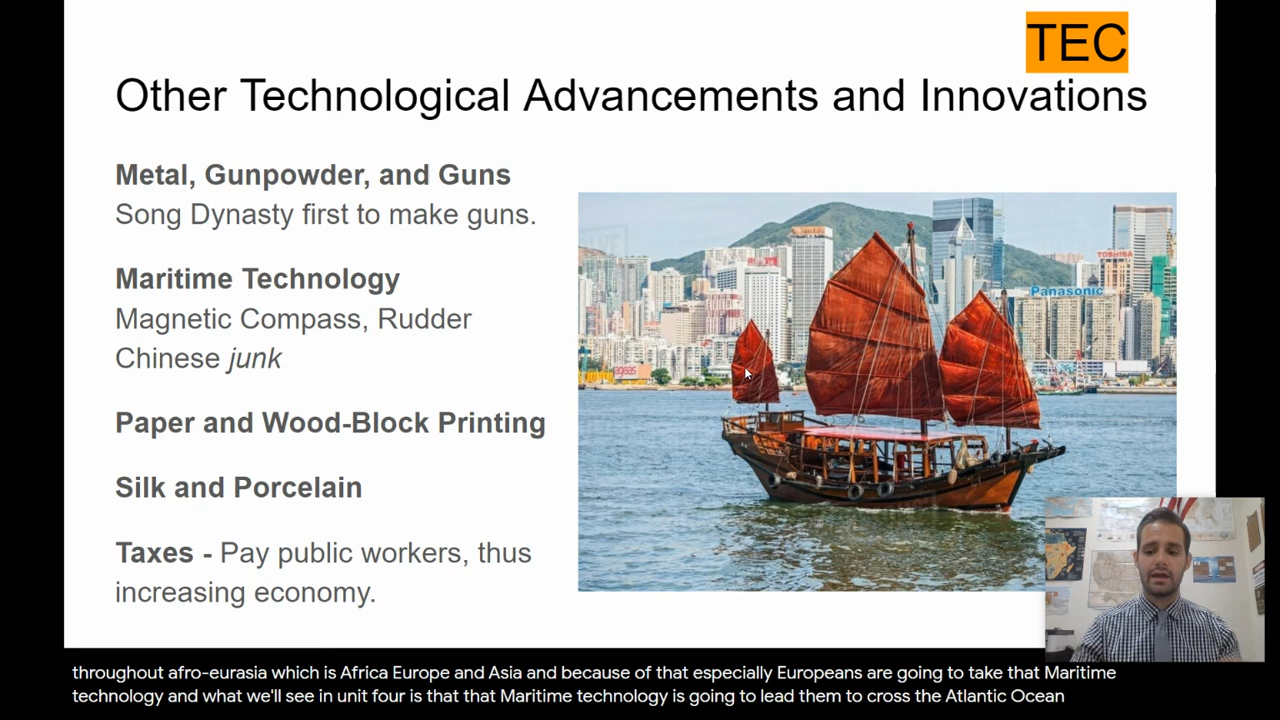 TEC
Other Technological Advancements and Innovations
Metal, Gunpowder, and Guns
Song Dynasty first to make guns.
Maritime Technology
Magnetic Compass, Rudder
Chinese junk
Paper and Wood-Block Printing
Silk and Porcelain
Taxes - Pay public workers, thus
increasing economy.
TOSHIBA
Panasonic
ageas
throughout afro-eurasia which is Africa Europe and Asia and because of that especially Europeans are going to take that Maritime
technology and what we'll see in unit four is that that Maritime technology is going to lead them to cross the Atlantic Ocean